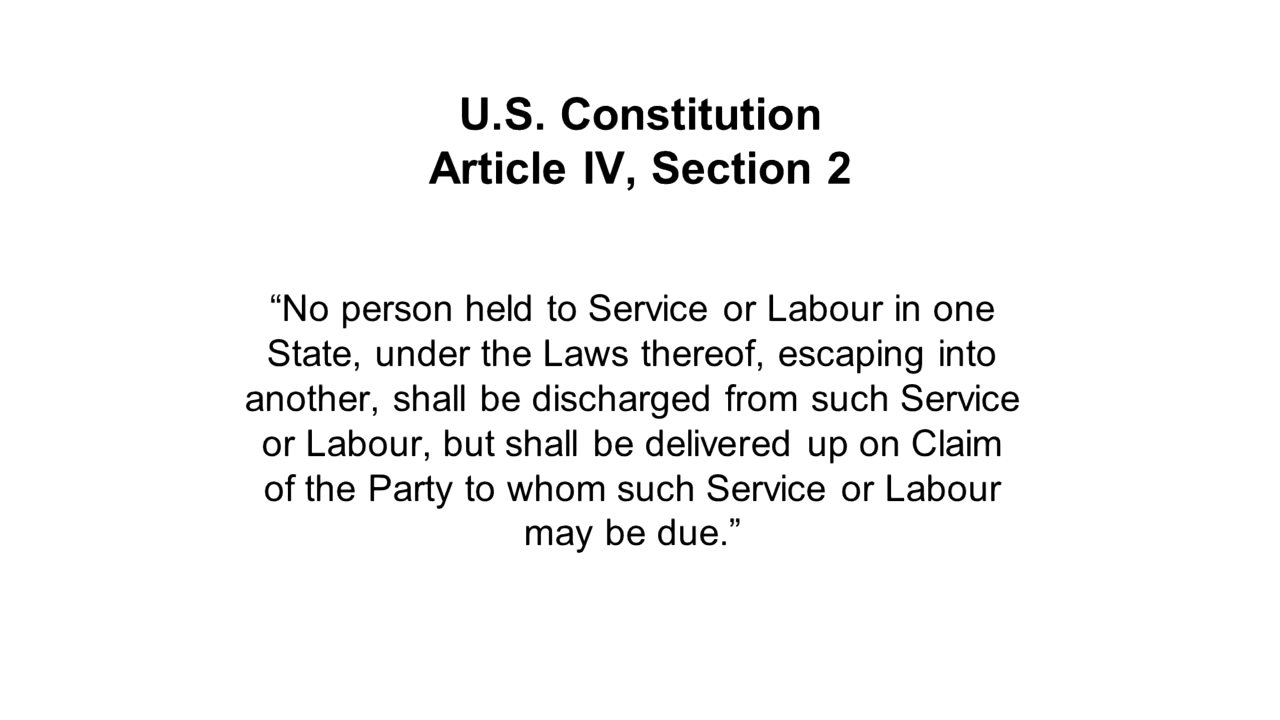 U.S. Constitution
Article IV, Section 2
“No person held to Service or Labour in one
State, under the Laws thereof, escaping into
another, shall be discharged from such Service
or Labour, but shall be delivered up on Claim
of the Party to whom such Service or Labour
may be due.”